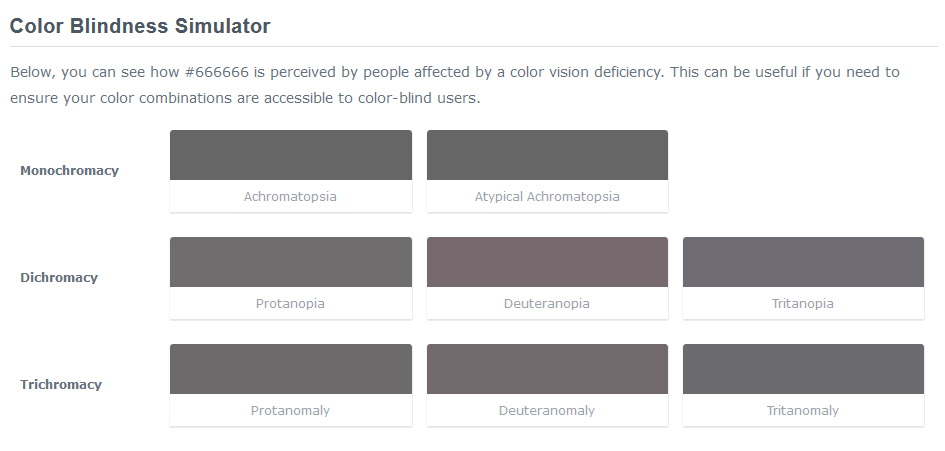 Color Blindness Simulator
Below, you can see how #666666 is perceived by people affected by a color vision deficiency. This can be useful if you need to
ensure your color combinations are accessible to color-blind users.
Monochromacy
Achromatopsia
Atypical Achromatopsia
Dichromacy
Protanopia
Deuteranopia
Tritanopia
Trichromacy
Protanomaly
Deuteranomaly
Tritanomaly